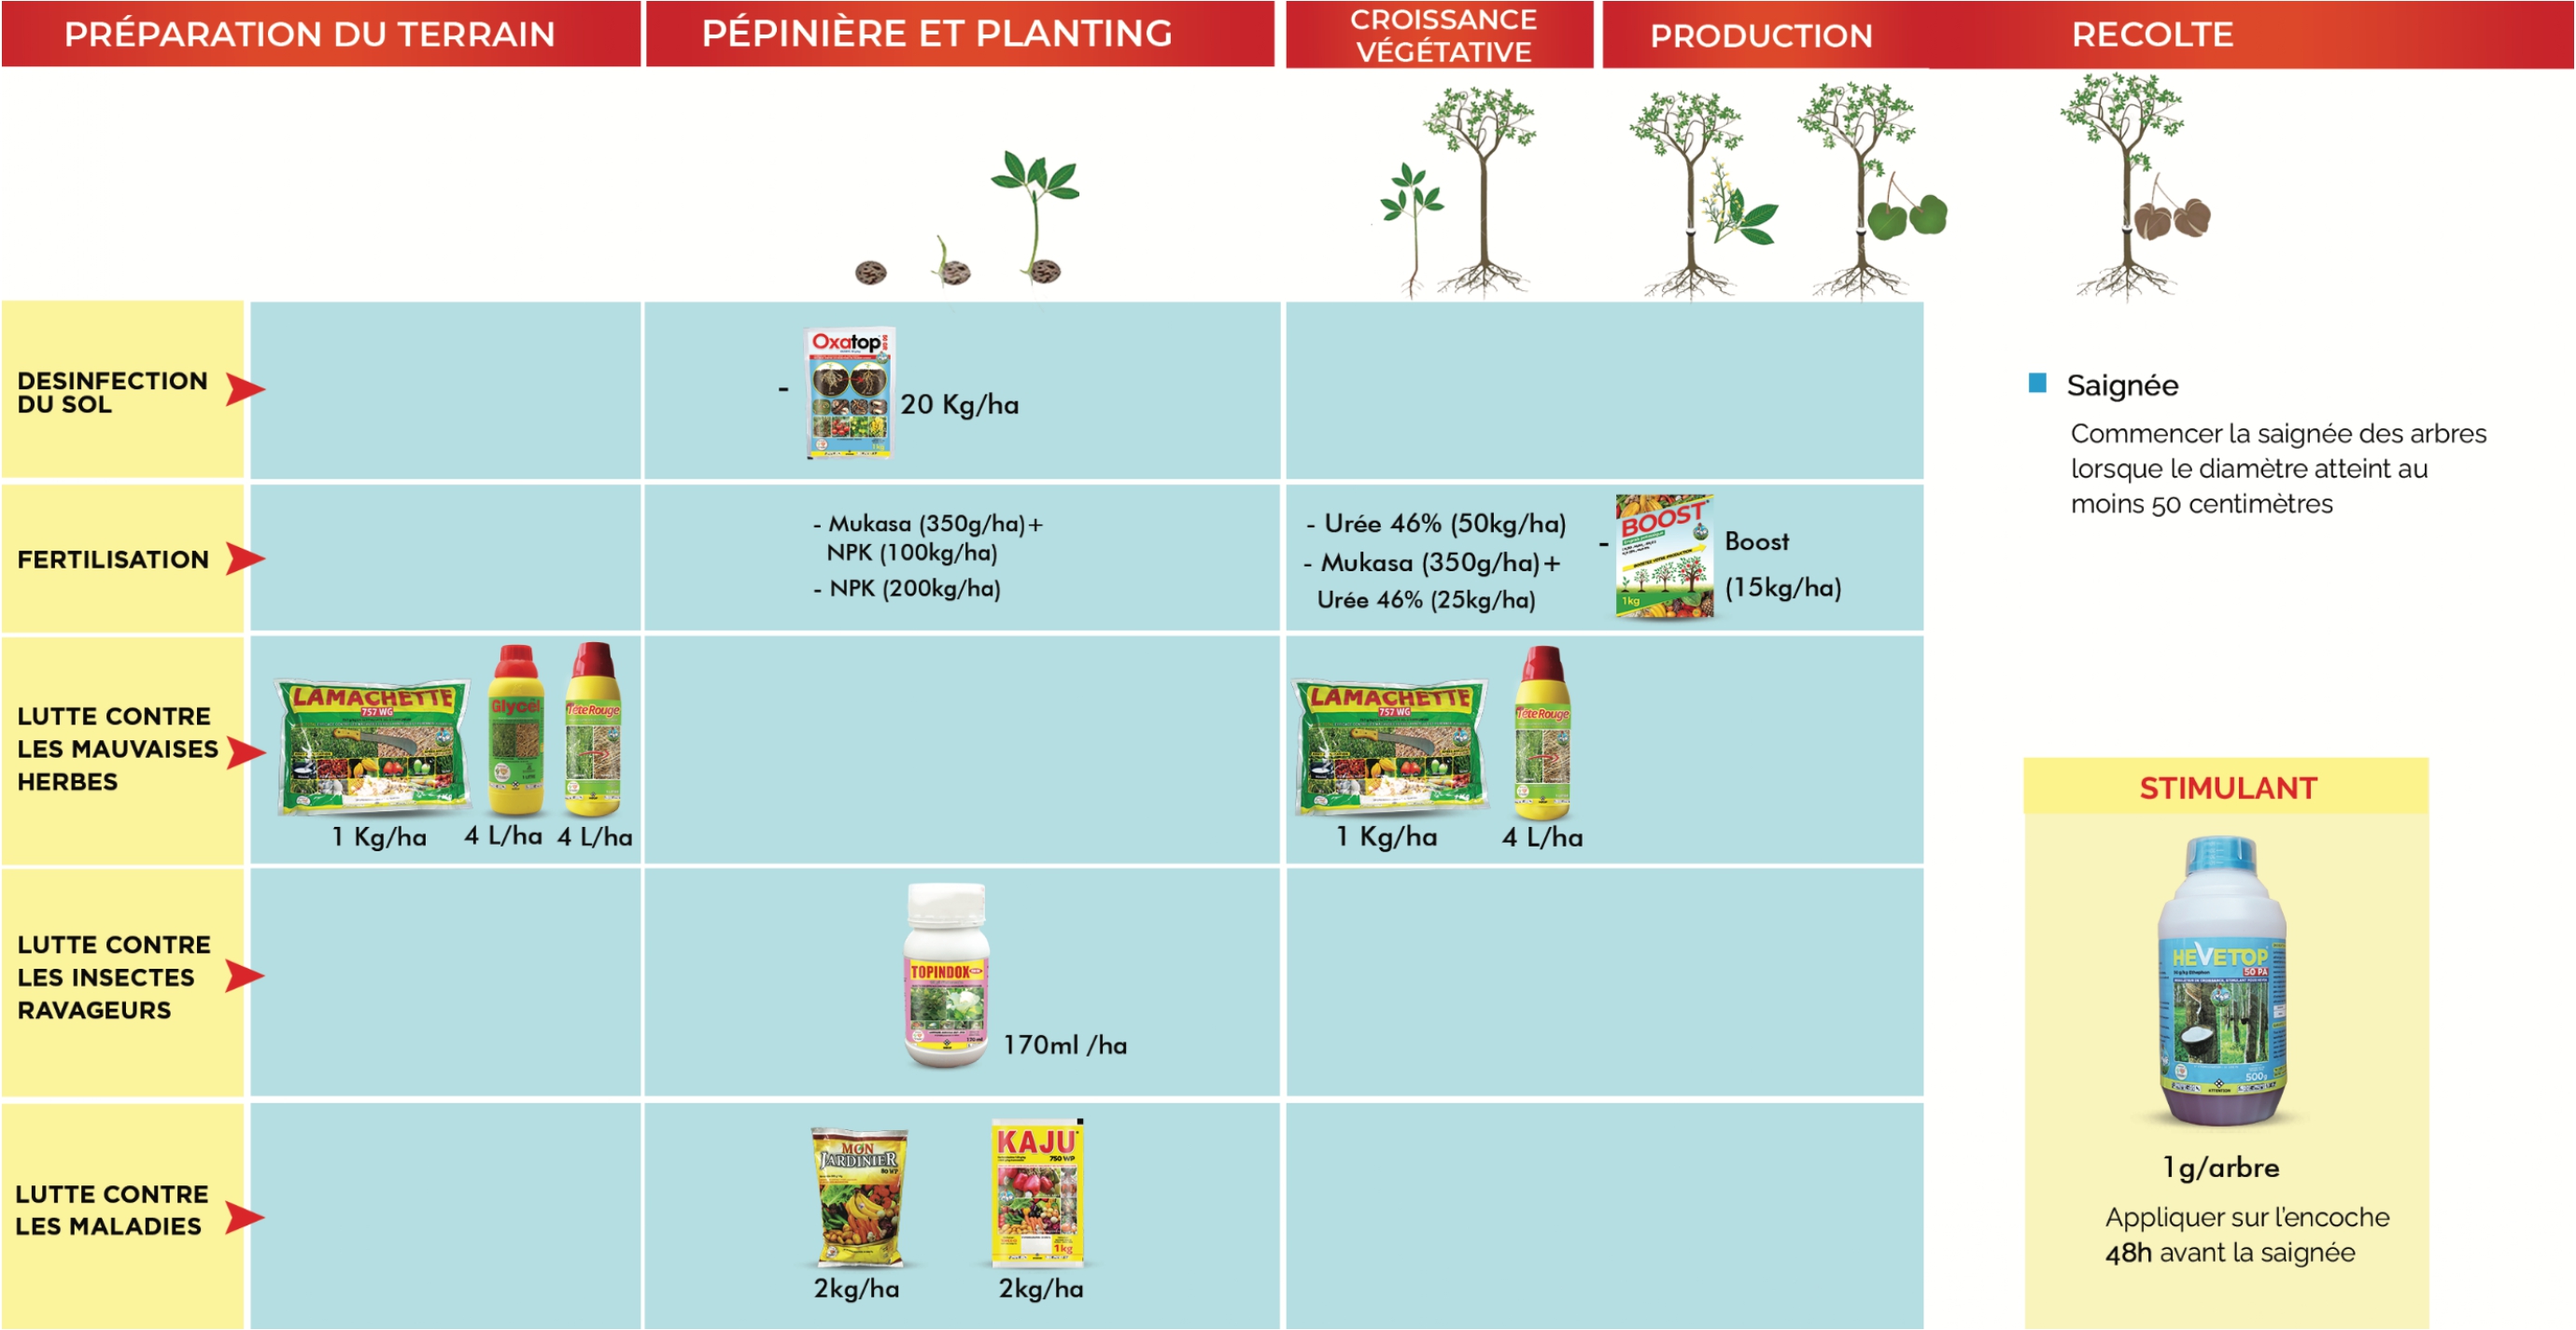 PRÉPARATION DU TERRAIN
PÉPINIÈRE ET PLANTING
CROISSANCE
VÉGÉTATIVE
PRODUCTION
RECOLTE
DESINFECTION
DU SOL
Oxatop
- 20 Kg/ha
FERTILISATION
- Mukasa (350g/ha)+
NPK (100kg/ha)
- NPK (200kg/ha)
- Urée 46% (50kg/ha)
- Mukasa (350g/ha)+
Urée 46% (25kg/ha)
-
BOOST
1kg
Boost
(15kg/ha)
LUTTE CONTRE
LES MAUVAISES
HERBES
LAMACHETTE
757 WG
Glycel
TêteRouge
1 Kg/ha
4 L/ha
4 L/ha
LAMACHETTE
757 WG
TêteRouge
1 Kg/ha
4 L/ha
LUTTE CONTRE
LES INSECTES
RAVAGEURS
TOPINDOX
170ml /ha
LUTTE CONTRE
LES MALADIES
MON
JARDINIER
80 WP
2kg/ha
KAJU
750 WP
1kg
2kg/ha
Saignée
Commencer la saignée des arbres
lorsque le diamètre atteint au
moins 50 centimètres
STIMULANT
HEVETOP
50 PA
500g
1g/arbre
Appliquer sur l'encoche
48h avant la saignée